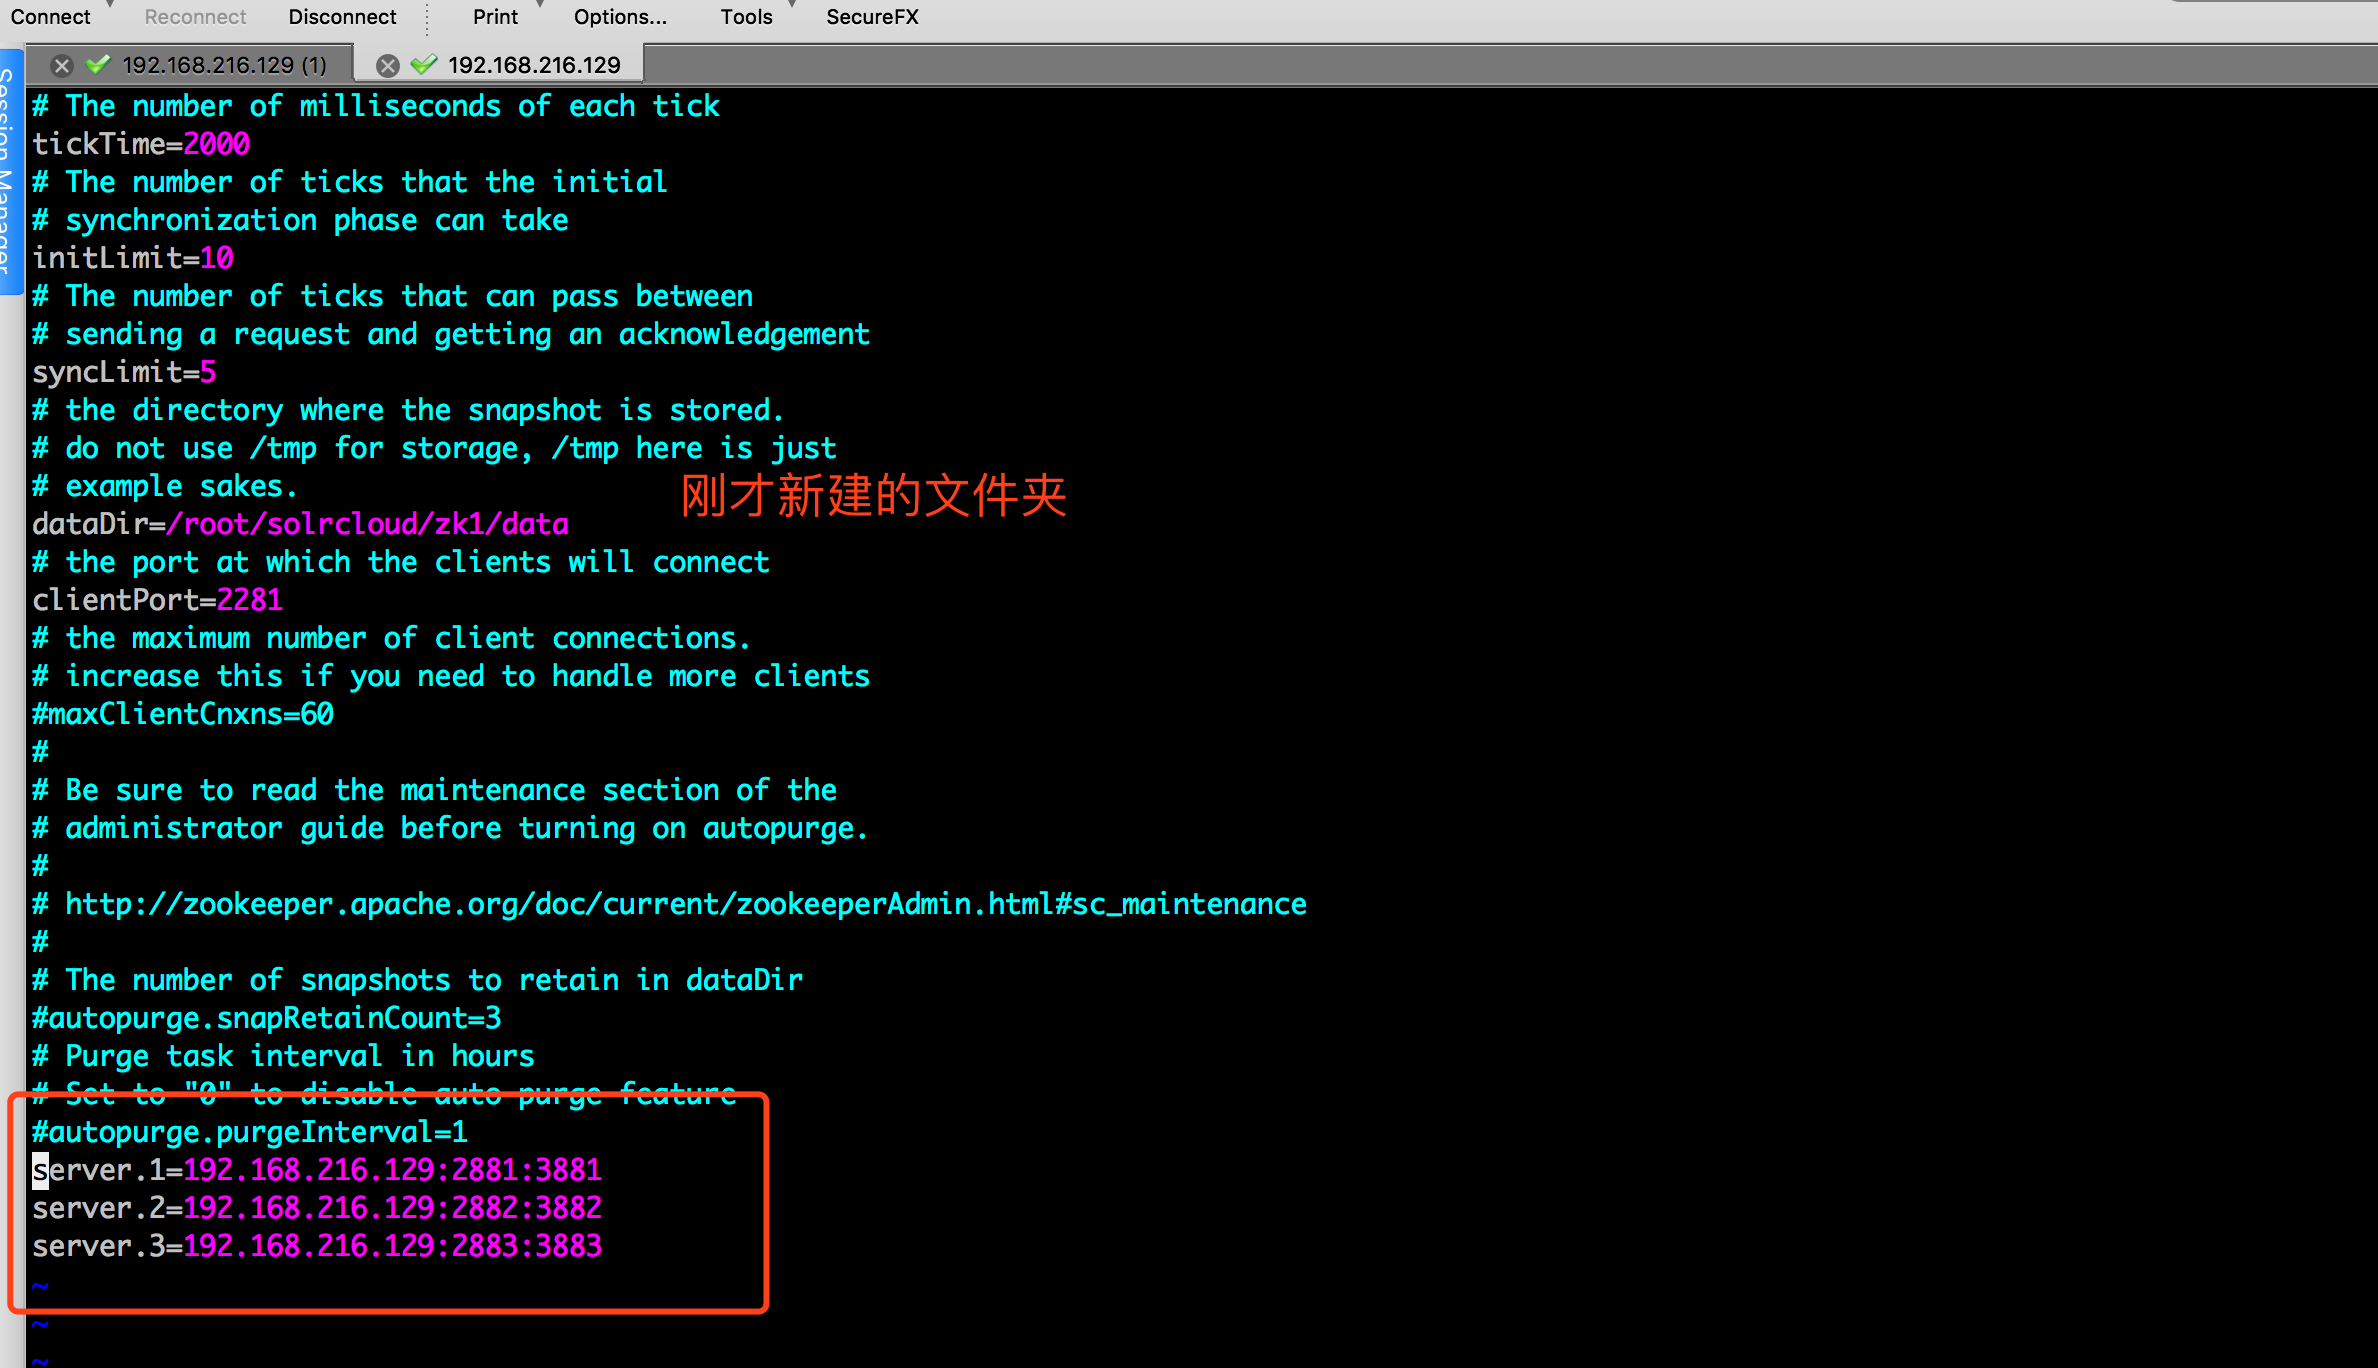 Connect Reconnect Disconnect Print Options... Tools SecureFX
192.168.216.129 (1) 192.168.216.129
Session Manager
# The number of milliseconds of each tick
tickTime=2000
# The number of ticks that the initial
# synchronization phase can take
initLimit=10
# The number of ticks that can pass between
# sending a request and getting an acknowledgement
syncLimit=5
# the directory where the snapshot is stored.
# do not use /tmp for storage, /tmp here is just
# example sakes.
刚才新建的文件夹
dataDir=/root/solrcloud/zk1/data
# the port at which the clients will connect
clientPort=2281
# the maximum number of client connections.
# increase this if you need to handle more clients
#maxClientCnxns=60
#
# Be sure to read the maintenance section of the
# administrator guide before turning on autopurge.
#
# http://zookeeper.apache.org/doc/current/zookeeperAdmin.html#sc_maintenance
#
# The number of snapshots to retain in dataDir
#autopurge.snapRetainCount=3
# Purge task interval in hours
# Set to "0" to disable auto purge feature
#autopurge.purgeInterval=1
server.1=192.168.216.129:2881:3881
server.2=192.168.216.129:2882:3882
server.3=192.168.216.129:2883:3883
~
~
~